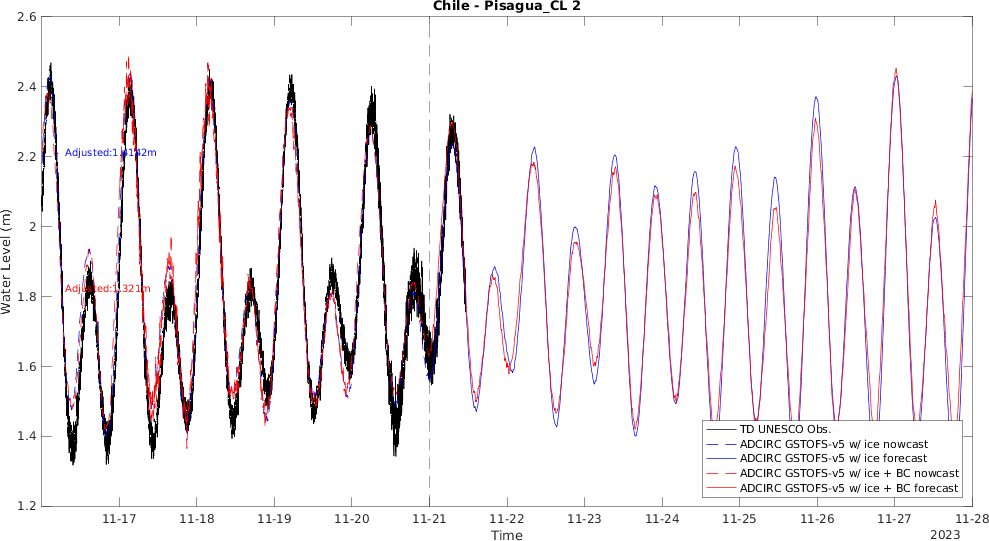 Chile - Pisagua_CL 2
2.6
2.4
2.2
2
1.8
1.6
1.4
1.2
Water Level (m)
Adjusted:1.4142m
Adjusted:1.321m
TD UNESCO Obs.
ADCIRC GSTOFS-v5 w/ ice nowcast
ADCIRC GSTOFS-v5 w/ ice forecast
ADCIRC GSTOFS-v5 w/ ice + BC nowcast
ADCIRC GSTOFS-v5 w/ ice + BC forecast
11-17 11-18 11-19 11-20 11-21 11-22 11-23 11-24 11-25 11-26 11-27 11-28
Time
2023